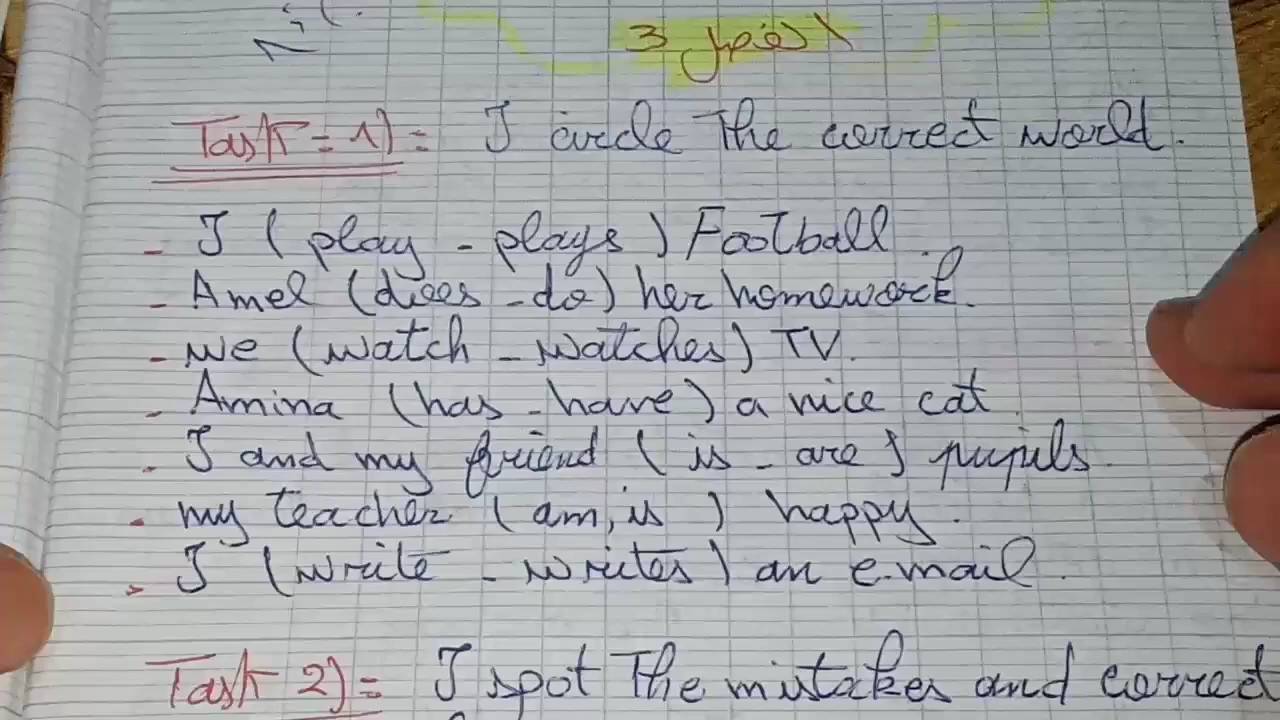 الفصل 3
Task = 1) = I circle The correct world.
- I ( play - plays ) Football.
- Amel (does - do) her homework.
- we (watch - watches) TV.
- Amina (has - have) a nice cat.
- I and my friend ( is - are ) pupils.
- my teacher ( am, is ) happy.
- I (write - writes) an e.mail.
Task 2) = I spot The mistakes and correct